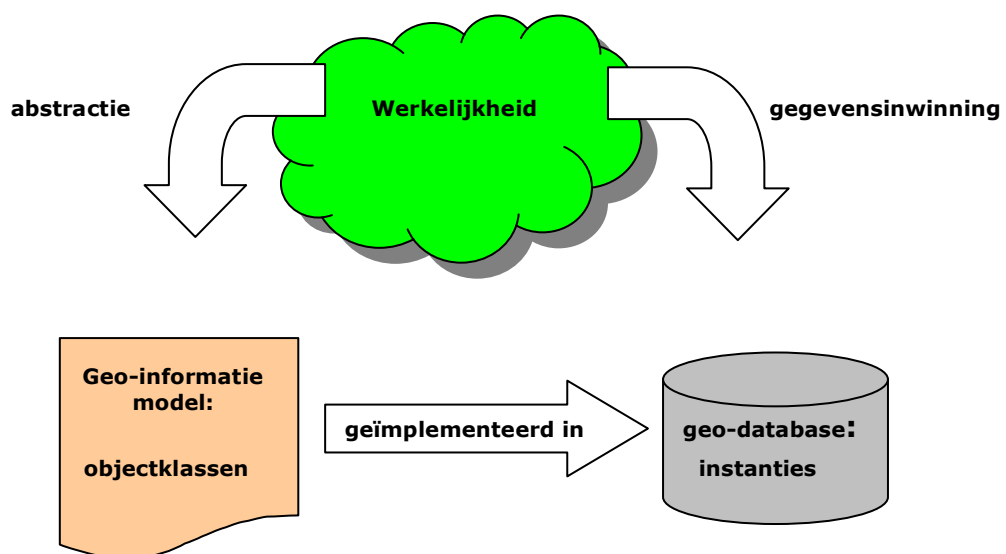 abstractie
Werkelijkheid
gegevensinwinning
Geo-informatie
model:
objectklassen
geïmplementeerd in
geo-database:
instanties